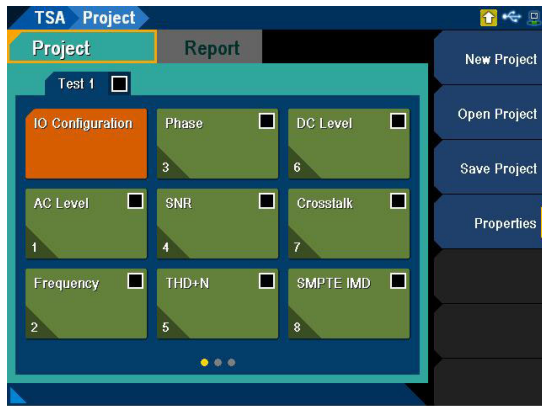 TSA Project
Project Report
Test 1
IO Configuration
Phase
3
DC Level
6
AC Level
1
SNR
4
Crosstalk
7
Frequency
2
THD+N
5
SMPTE IMD
8
New Project
Open Project
Save Project
Properties